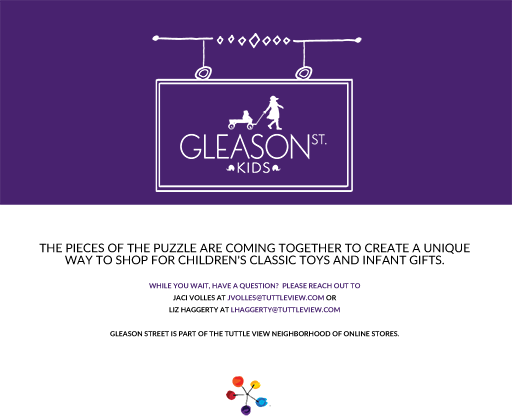 GLEASON ST.
KIDS
THE PIECES OF THE PUZZLE ARE COMING TOGETHER TO CREATE A UNIQUE
WAY TO SHOP FOR CHILDREN'S CLASSIC TOYS AND INFANT GIFTS.
WHILE YOU WAIT, HAVE A QUESTION? PLEASE REACH OUT TO
JACI VOLLES AT JVOLLES@TUTTLEVIEW.COM OR
LIZ HAGGERTY AT LHAGGERTY@TUTTLEVIEW.COM
GLEASON STREET IS PART OF THE TUTTLE VIEW NEIGHBORHOOD OF ONLINE STORES.